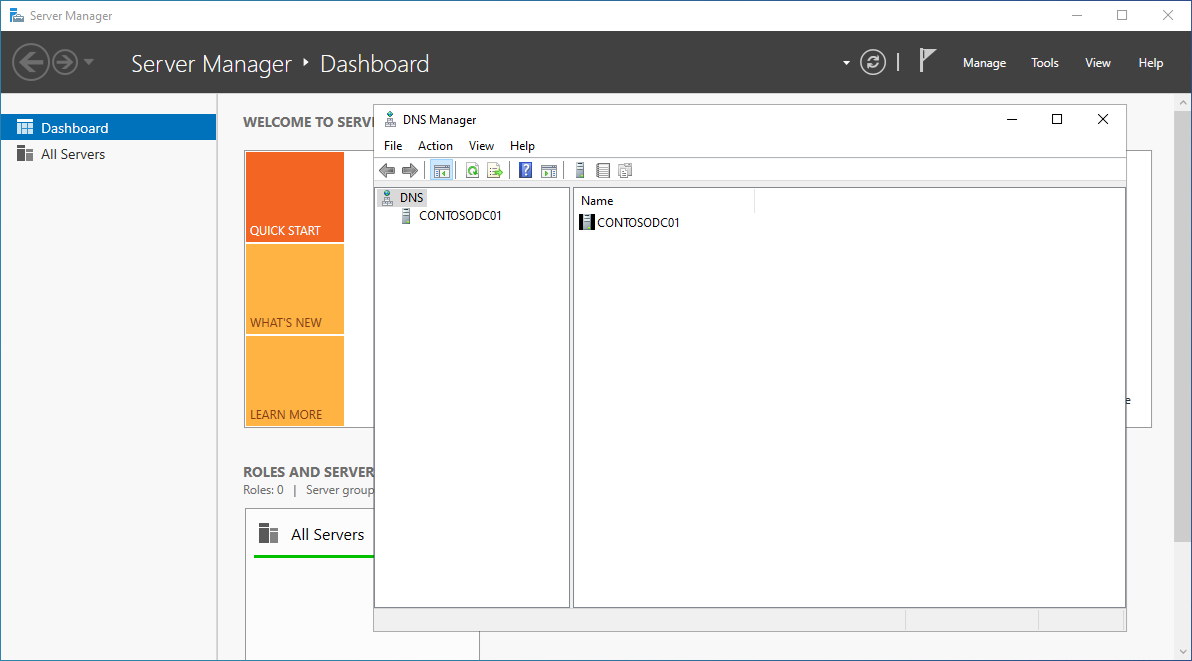 Server Manager
Server Manager • Dashboard
Manage Tools View Help
Dashboard
All Servers
WELCOME TO
QUICK START
WHAT'S NEW
LEARN MORE
ROLES AND SERVER
Roles: 0 | Server group
All Servers
DNS Manager
File Action View Help
DNS
CONTOSODC01
Name
CONTOSODC01